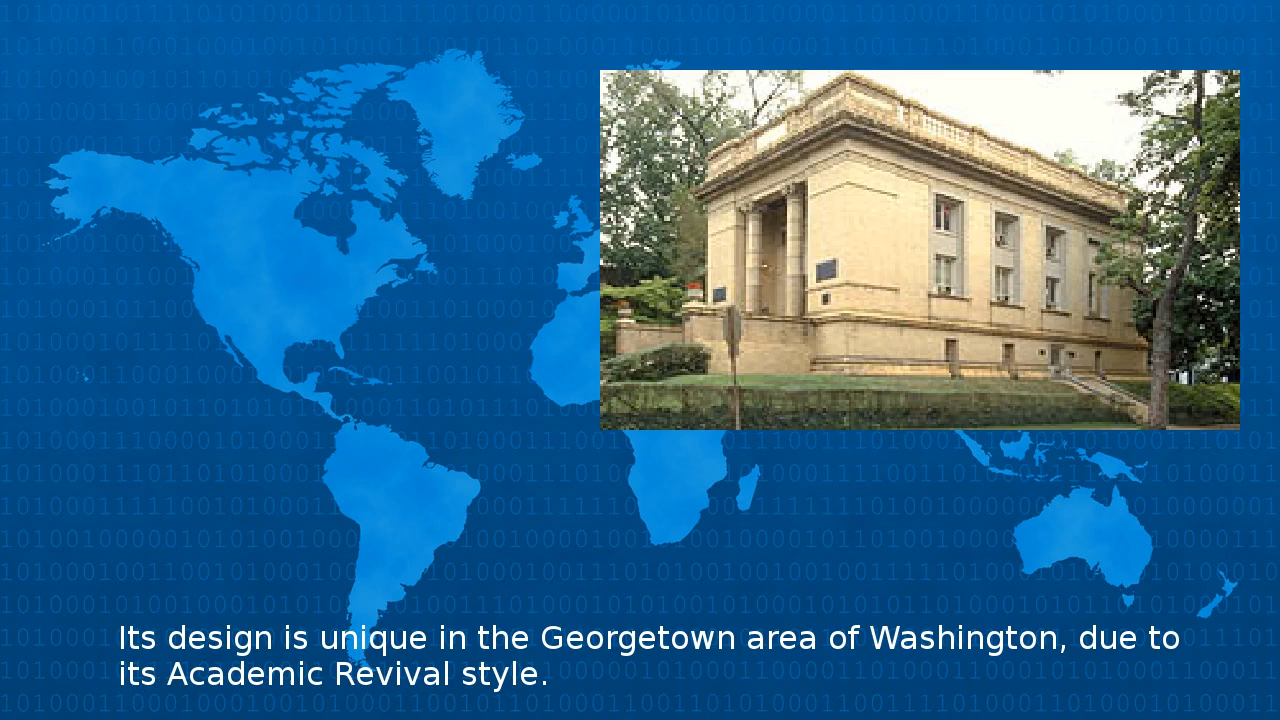 Its design is unique in the Georgetown area of Washington, due to
its Academic Revival style.